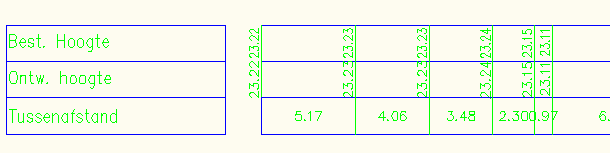 Best. Hoogte 23.22 23.23 23.23 23.24 23.15 23.11
Ontw. hoogte 23.22 23.23 23.23 23.24 23.15 23.11
Tussenafstand 5.17 4.06 3.48 2.30 0.97 6.